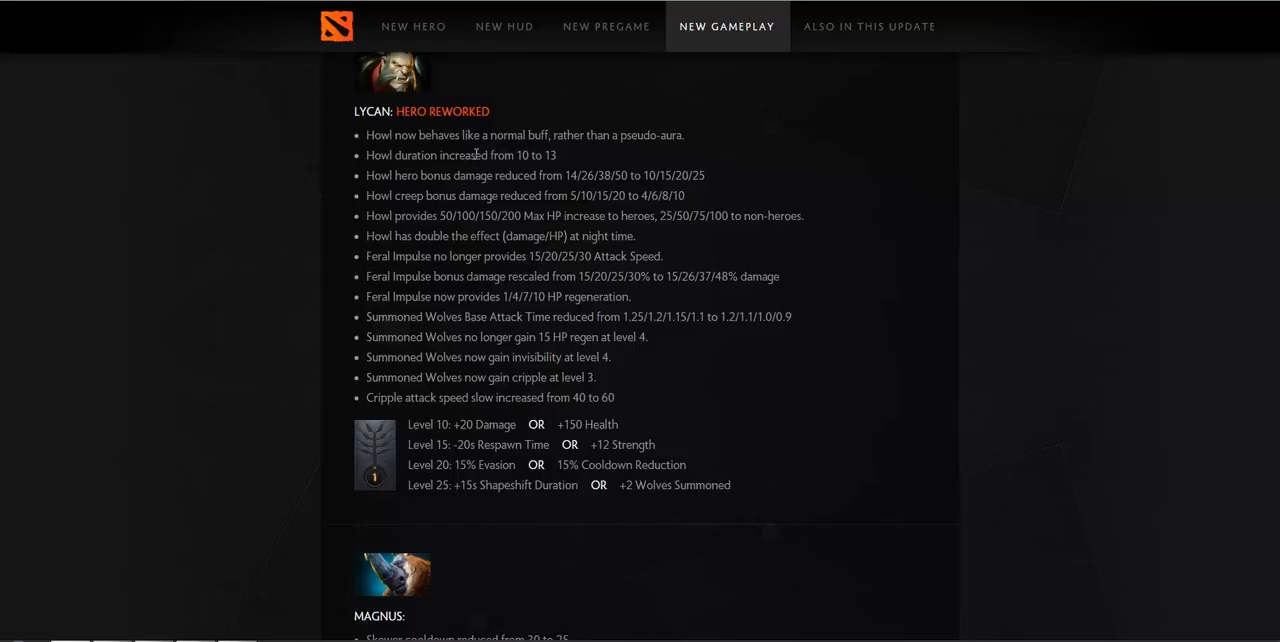 NEW HERO NEW HUD NEW PREGAME NEW GAMEPLAY ALSO IN THIS UPDATE
LYCAN: HERO REWORKED
• Howl now behaves like a normal buff, rather than a pseudo-aura.
• Howl duration increased from 10 to 13
• Howl hero bonus damage reduced from 14/26/38/50 to 10/15/20/25
• Howl creep bonus damage reduced from 5/10/15/20 to 4/6/8/10
• Howl provides 50/100/150/200 Max HP increase to heroes, 25/50/75/100 to non-heroes.
• Howl has double the effect (damage/HP) at night time.
• Feral Impulse no longer provides 15/20/25/30 Attack Speed.
• Feral Impulse bonus damage rescaled from 15/20/25/30% to 15/26/37/48% damage
• Feral Impulse now provides 1/4/7/10 HP regeneration.
• Summoned Wolves Base Attack Time reduced from 1.25/1.2/1.15/1.1 to 1.2/1.1/1.0/0.9
• Summoned Wolves no longer gain 15 HP regen at level 4.
• Summoned Wolves now gain invisibility at level 4.
• Summoned Wolves now gain cripple at level 3.
• Cripple attack speed slow increased from 40 to 60
Level 10: +20 Damage OR +150 Health
Level 15: -20s Respawn Time OR +12 Strength
Level 20: 15% Evasion OR 15% Cooldown Reduction
Level 25: +15s Shapeshift Duration OR +2 Wolves Summoned
1
MAGNUS:
• Skewer cooldown reduced from 30 to 25